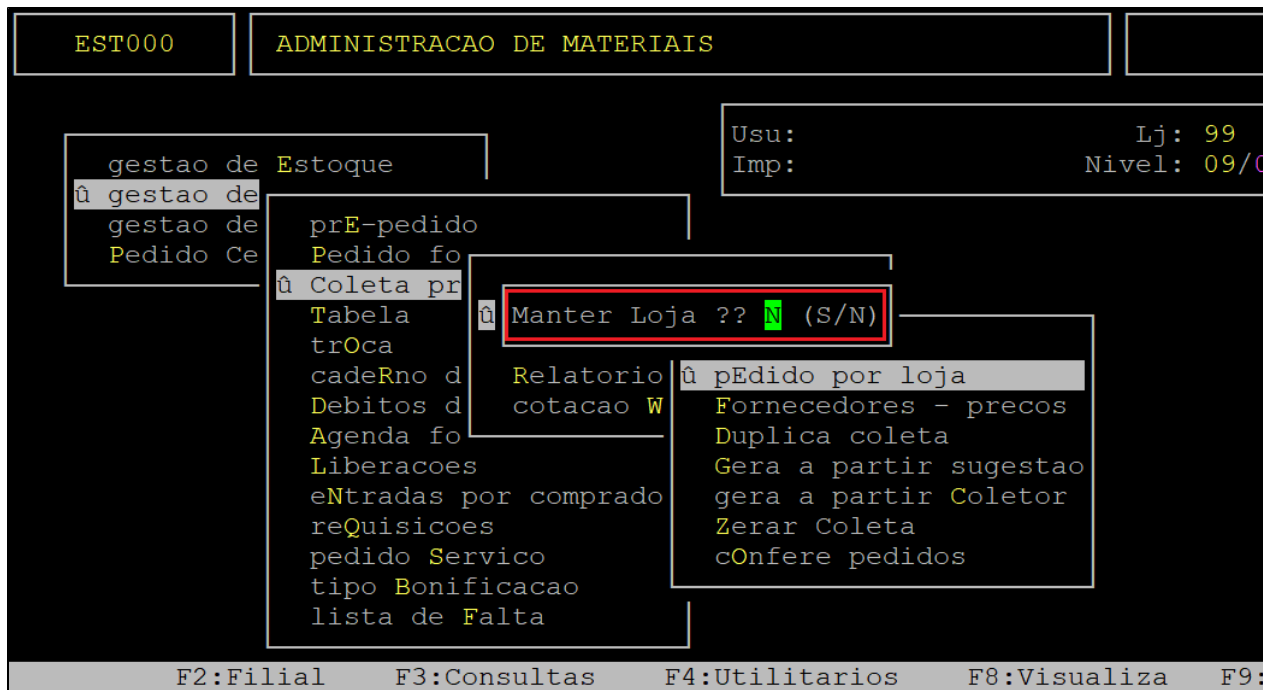 EST000 ADMINISTRACAO DE MATERIAIS
Usu: Lj: 99
Imp: Nivel: 09/0
gestao de Estoque
û gestao de
gestao de
Pedido Ce
prE-pedido
Pedido fo
û Coleta pr
Tabela
trOca
cadeRno d
Debitos d
Agenda fo
Liberacoes
eNtradas por comprado
reQuisicoes
pedido Servico
tipo Bonificacao
lista de Falta
û Manter Loja ?? N (S/N)
Relatorio
cotacao W
û pEdido por loja
Fornecedores - precos
Duplica coleta
Gera a partir sugestao
gera a partir Coletor
Zerar Coleta
cOnfere pedidos
F2:Filial F3:Consultas F4:Utilitarios F8:Visualiza F9: